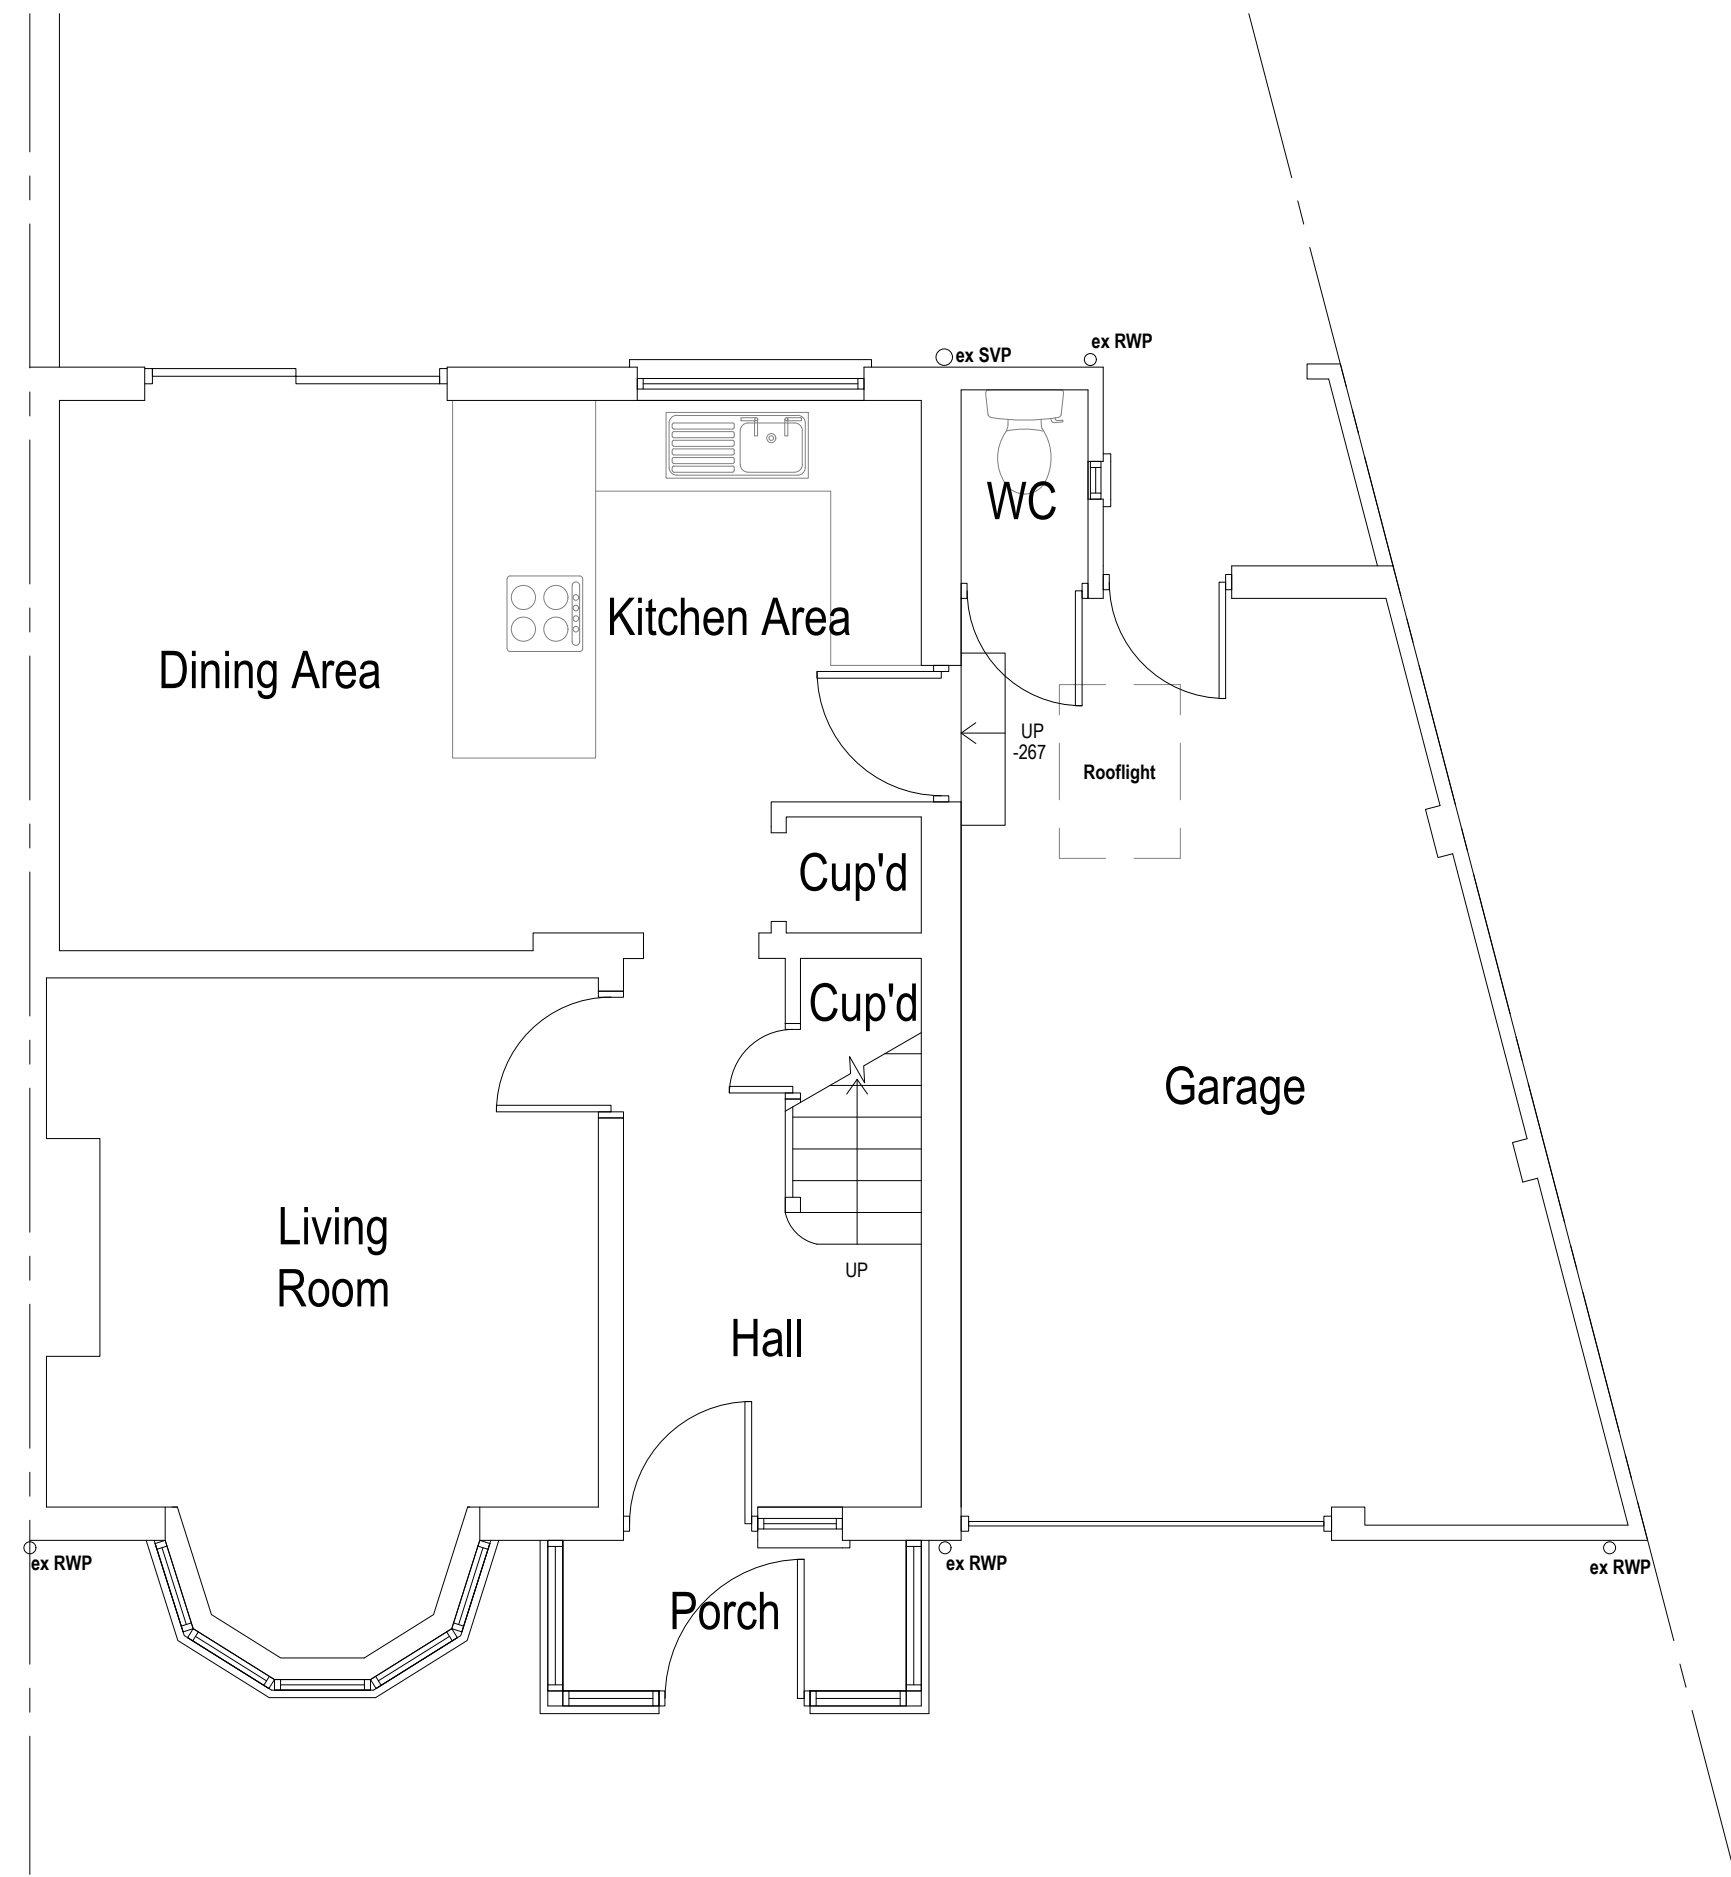 ex RWP
ex SVP
WC
Kitchen Area
Dining Area
UP
-267
Rooflight
Cup'd
Cup'd
Garage
Living
Room
UP
Hall
ex RWP
ex RWP
ex RWP
Porch